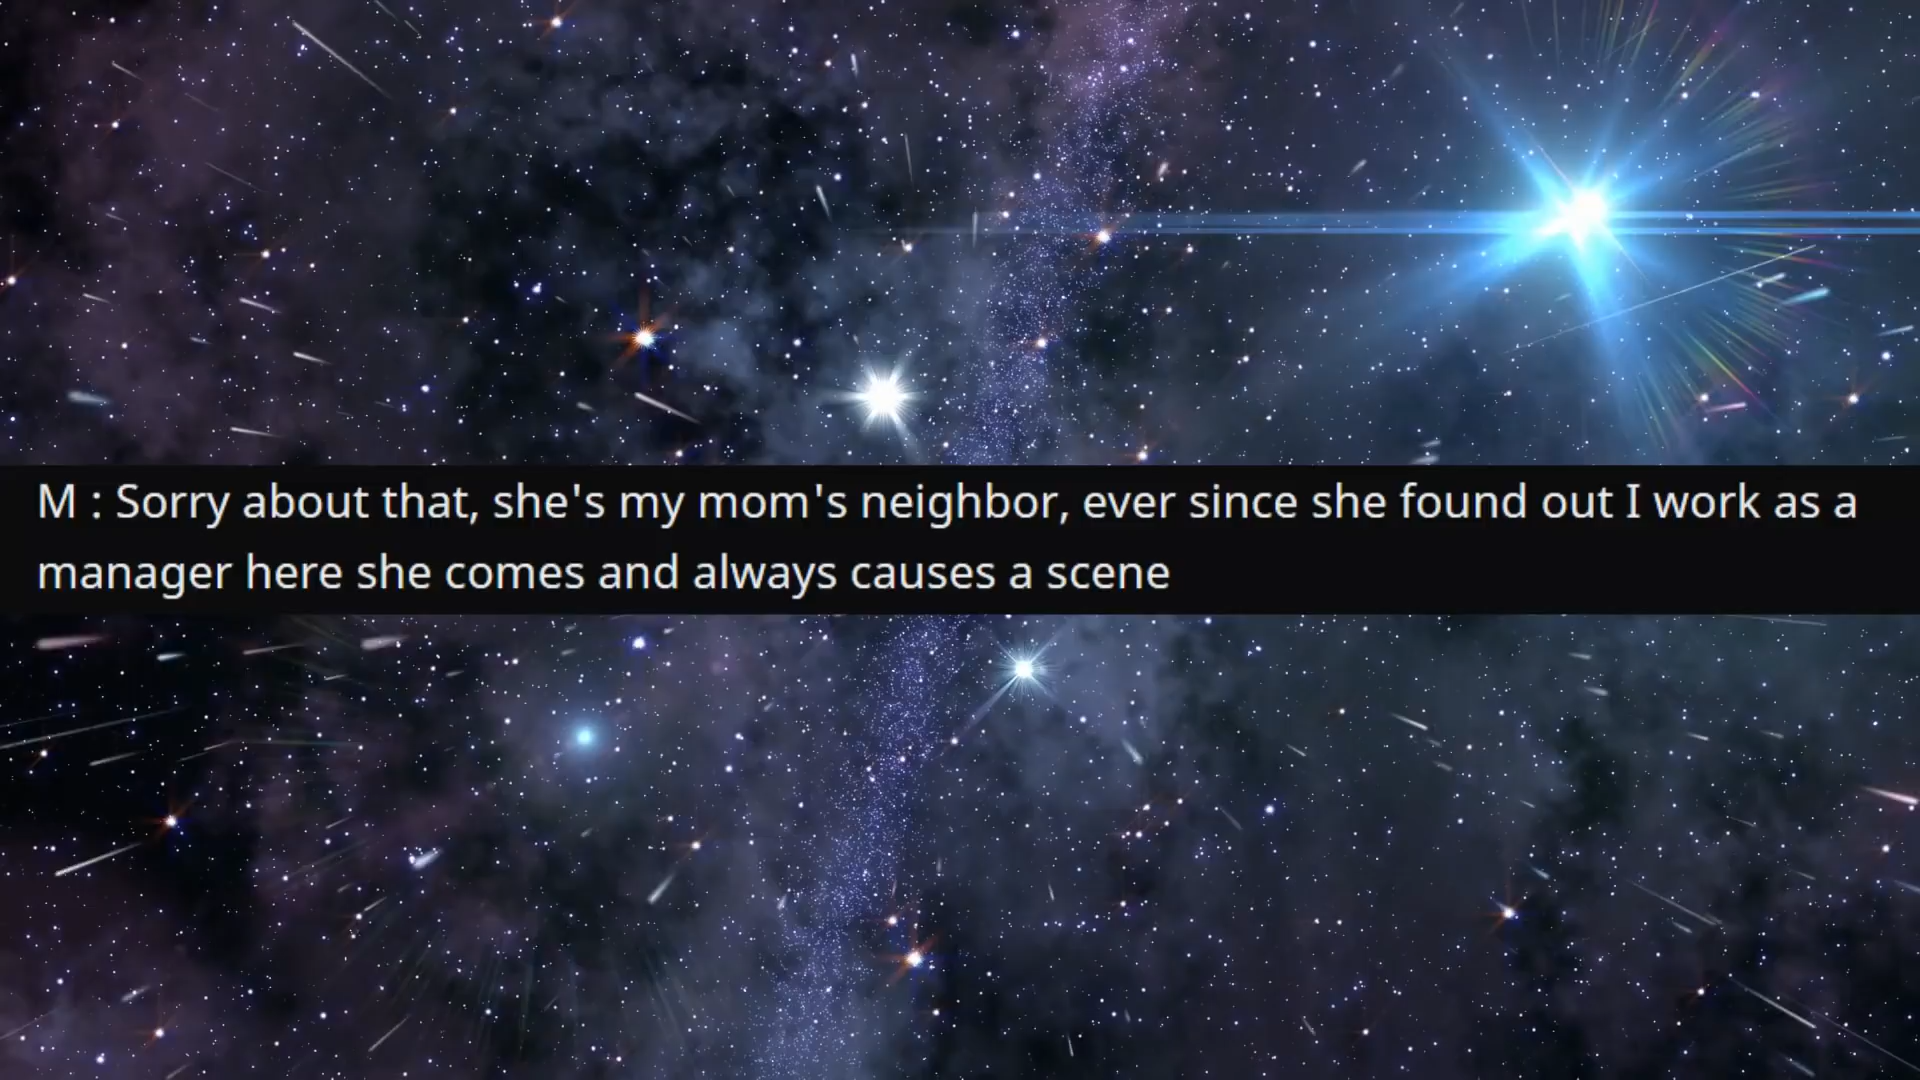 M : Sorry about that, she's my mom's neighbor, ever since she found out I work as a
manager here she comes and always causes a scene